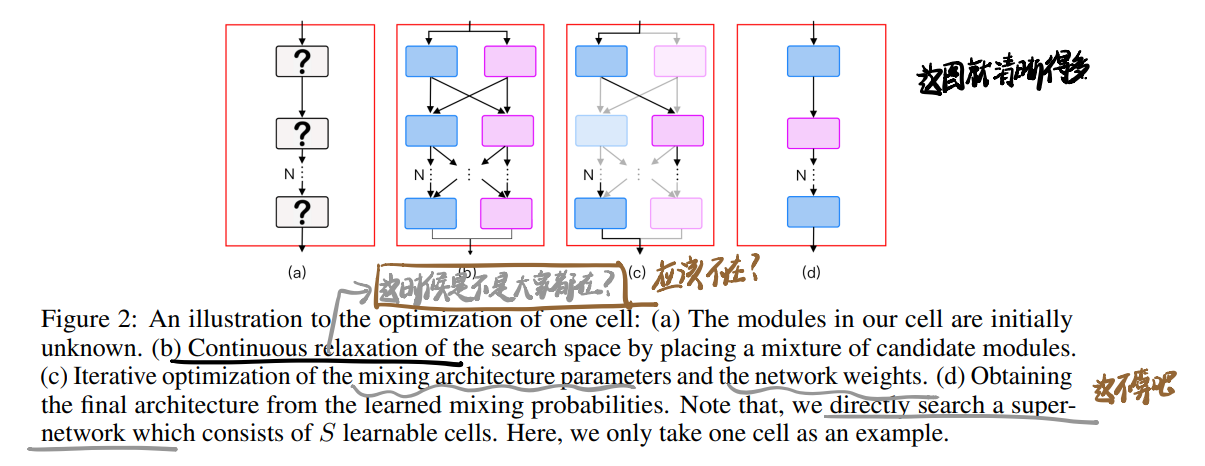 ?
?
N
?
N
N
N
这图就清晰得多
(a)
(b)
(c)
(d)
这时候是不是大家都在?
应该不在?
Figure 2: An illustration to the optimization of one cell: (a) The modules in our cell are initially
unknown. (b) Continuous relaxation of the search space by placing a mixture of candidate modules.
(c) Iterative optimization of the mixing architecture parameters and the network weights. (d) Obtaining
the final architecture from the learned mixing probabilities. Note that, we directly search a super-
network which consists of S learnable cells. Here, we only take one cell as an example.
这不算吧